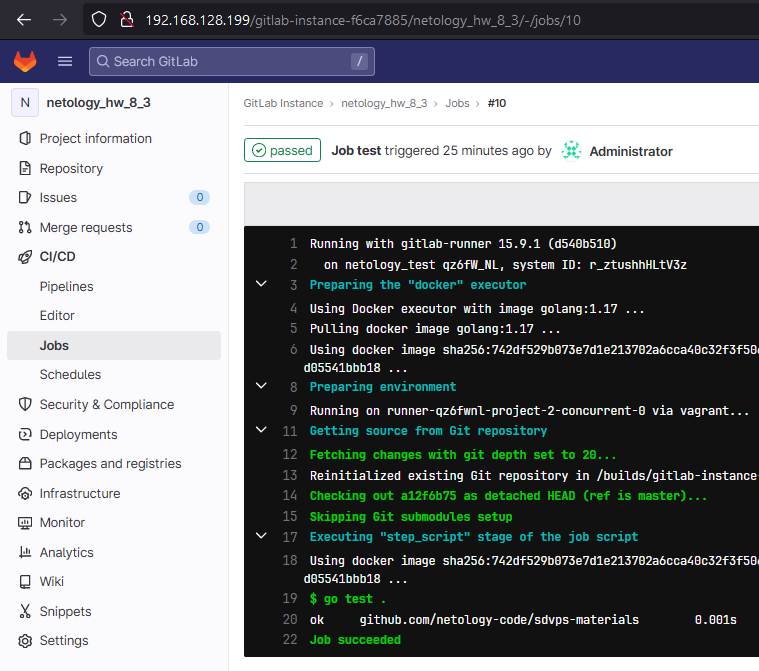 192.168.128.199/gitlab-instance-f6ca7885/netology_hw_8_3/-/jobs/10
Search GitLab /
N netology_hw_8_3
Project information
Repository
Issues 0
Merge requests 0
CI/CD
Pipelines
Editor
Jobs
Schedules
Security & Compliance
Deployments
Packages and registries
Infrastructure
Monitor
Analytics
Wiki
Snippets
Settings
GitLab Instance › netology_hw_8_3 › Jobs › #10
passed Job test triggered 25 minutes ago by Administrator
1 Running with gitlab-runner 15.9.1 (d540b510)
2 on netology_test qz6fW_NL, system ID: r_ztushhHLtV3z
3 Preparing the "docker" executor
4 Using Docker executor with image golang:1.17 ...
5 Pulling docker image golang:1.17 ...
6 Using docker image sha256:742df529b073e7d1e213702a6cca40c32f3f50
d05541bbb18 ...
8 Preparing environment
9 Running on runner-qz6fwnl-project-2-concurrent-0 via vagrant...
11 Getting source from Git repository
12 Fetching changes with git depth set to 20...
13 Reinitialized existing Git repository in /builds/gitlab-instance-
14 Checking out a12f6b75 as detached HEAD (ref is master)...
15 Skipping Git submodules setup
17 Executing "step_script" stage of the job script
18 Using docker image sha256:742df529b073e7d1e213702a6cca40c32f3f50
d05541bbb18 ...
19 $ go test .
20 ok github.com/netology-code/sdvps-materials 0.001s
22 Job succeeded